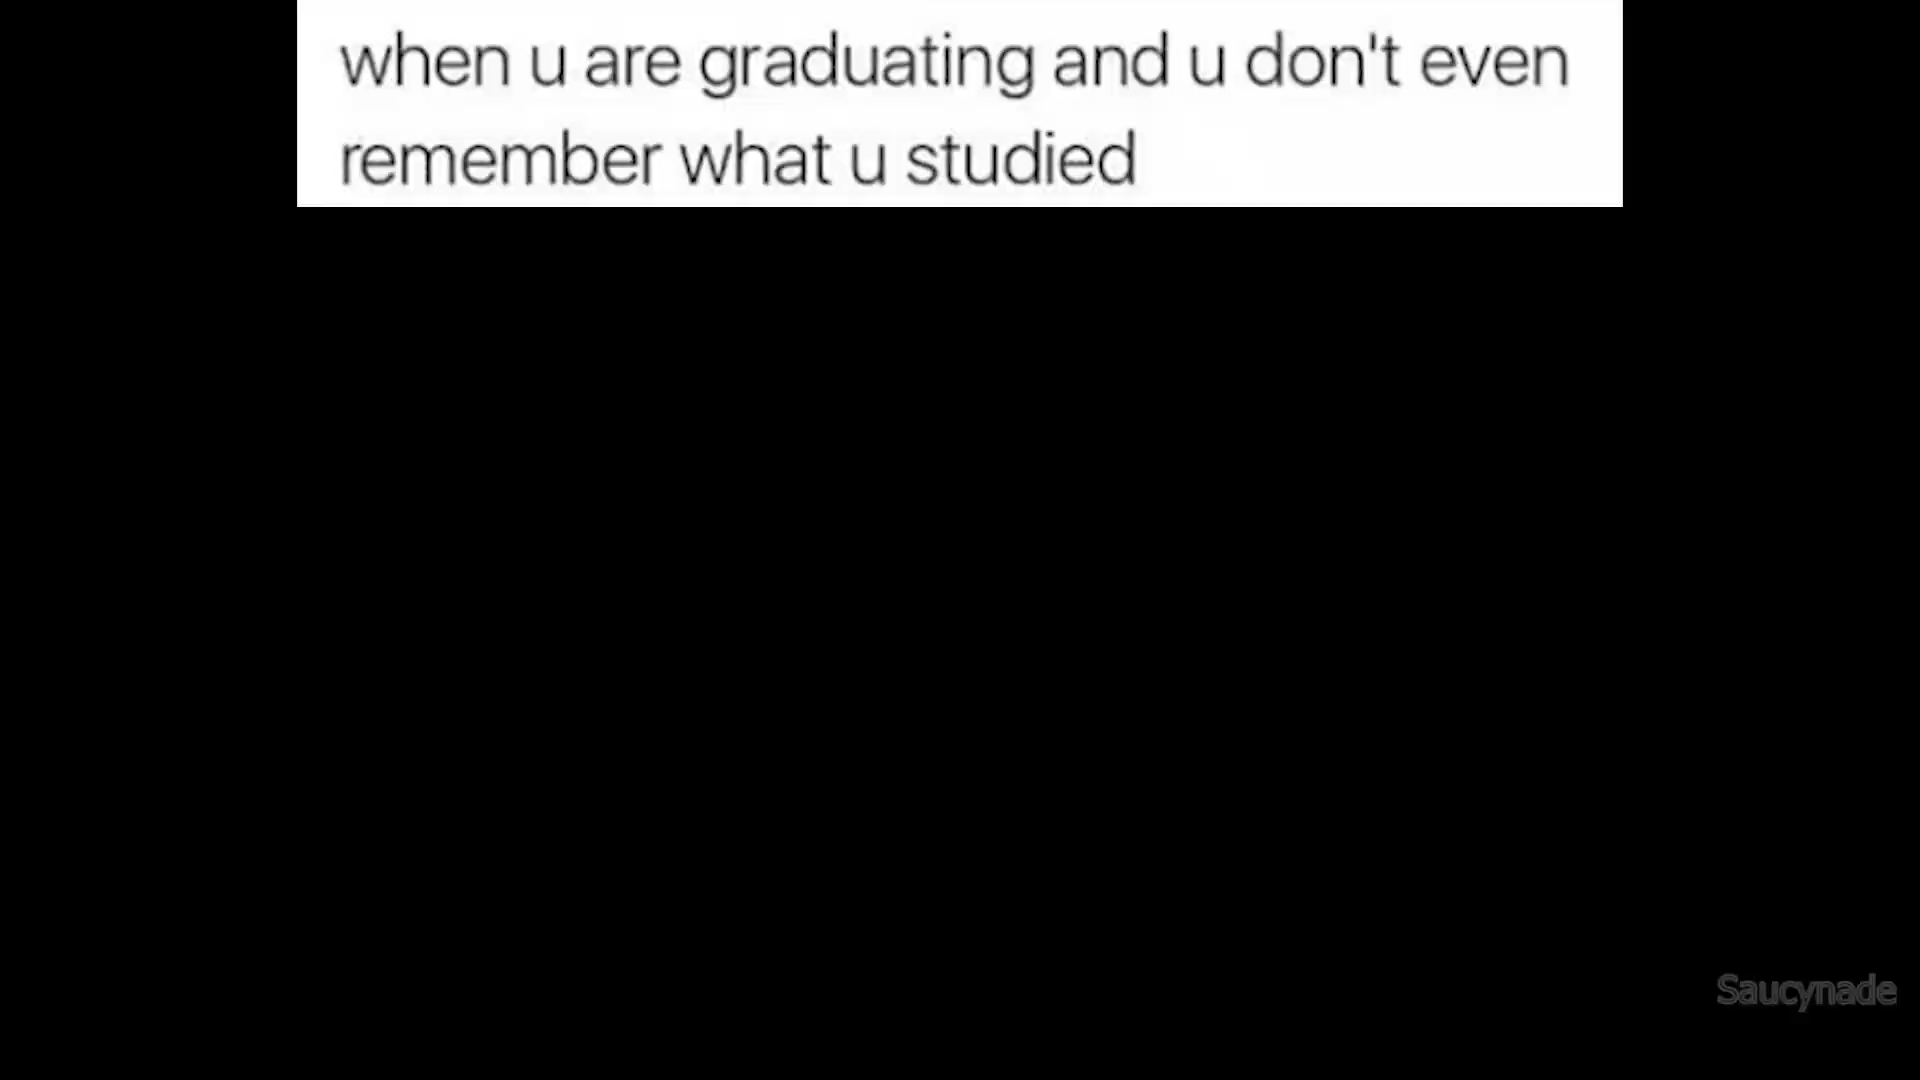 when u are graduating and u don't even
remember what u studied
Saucynade